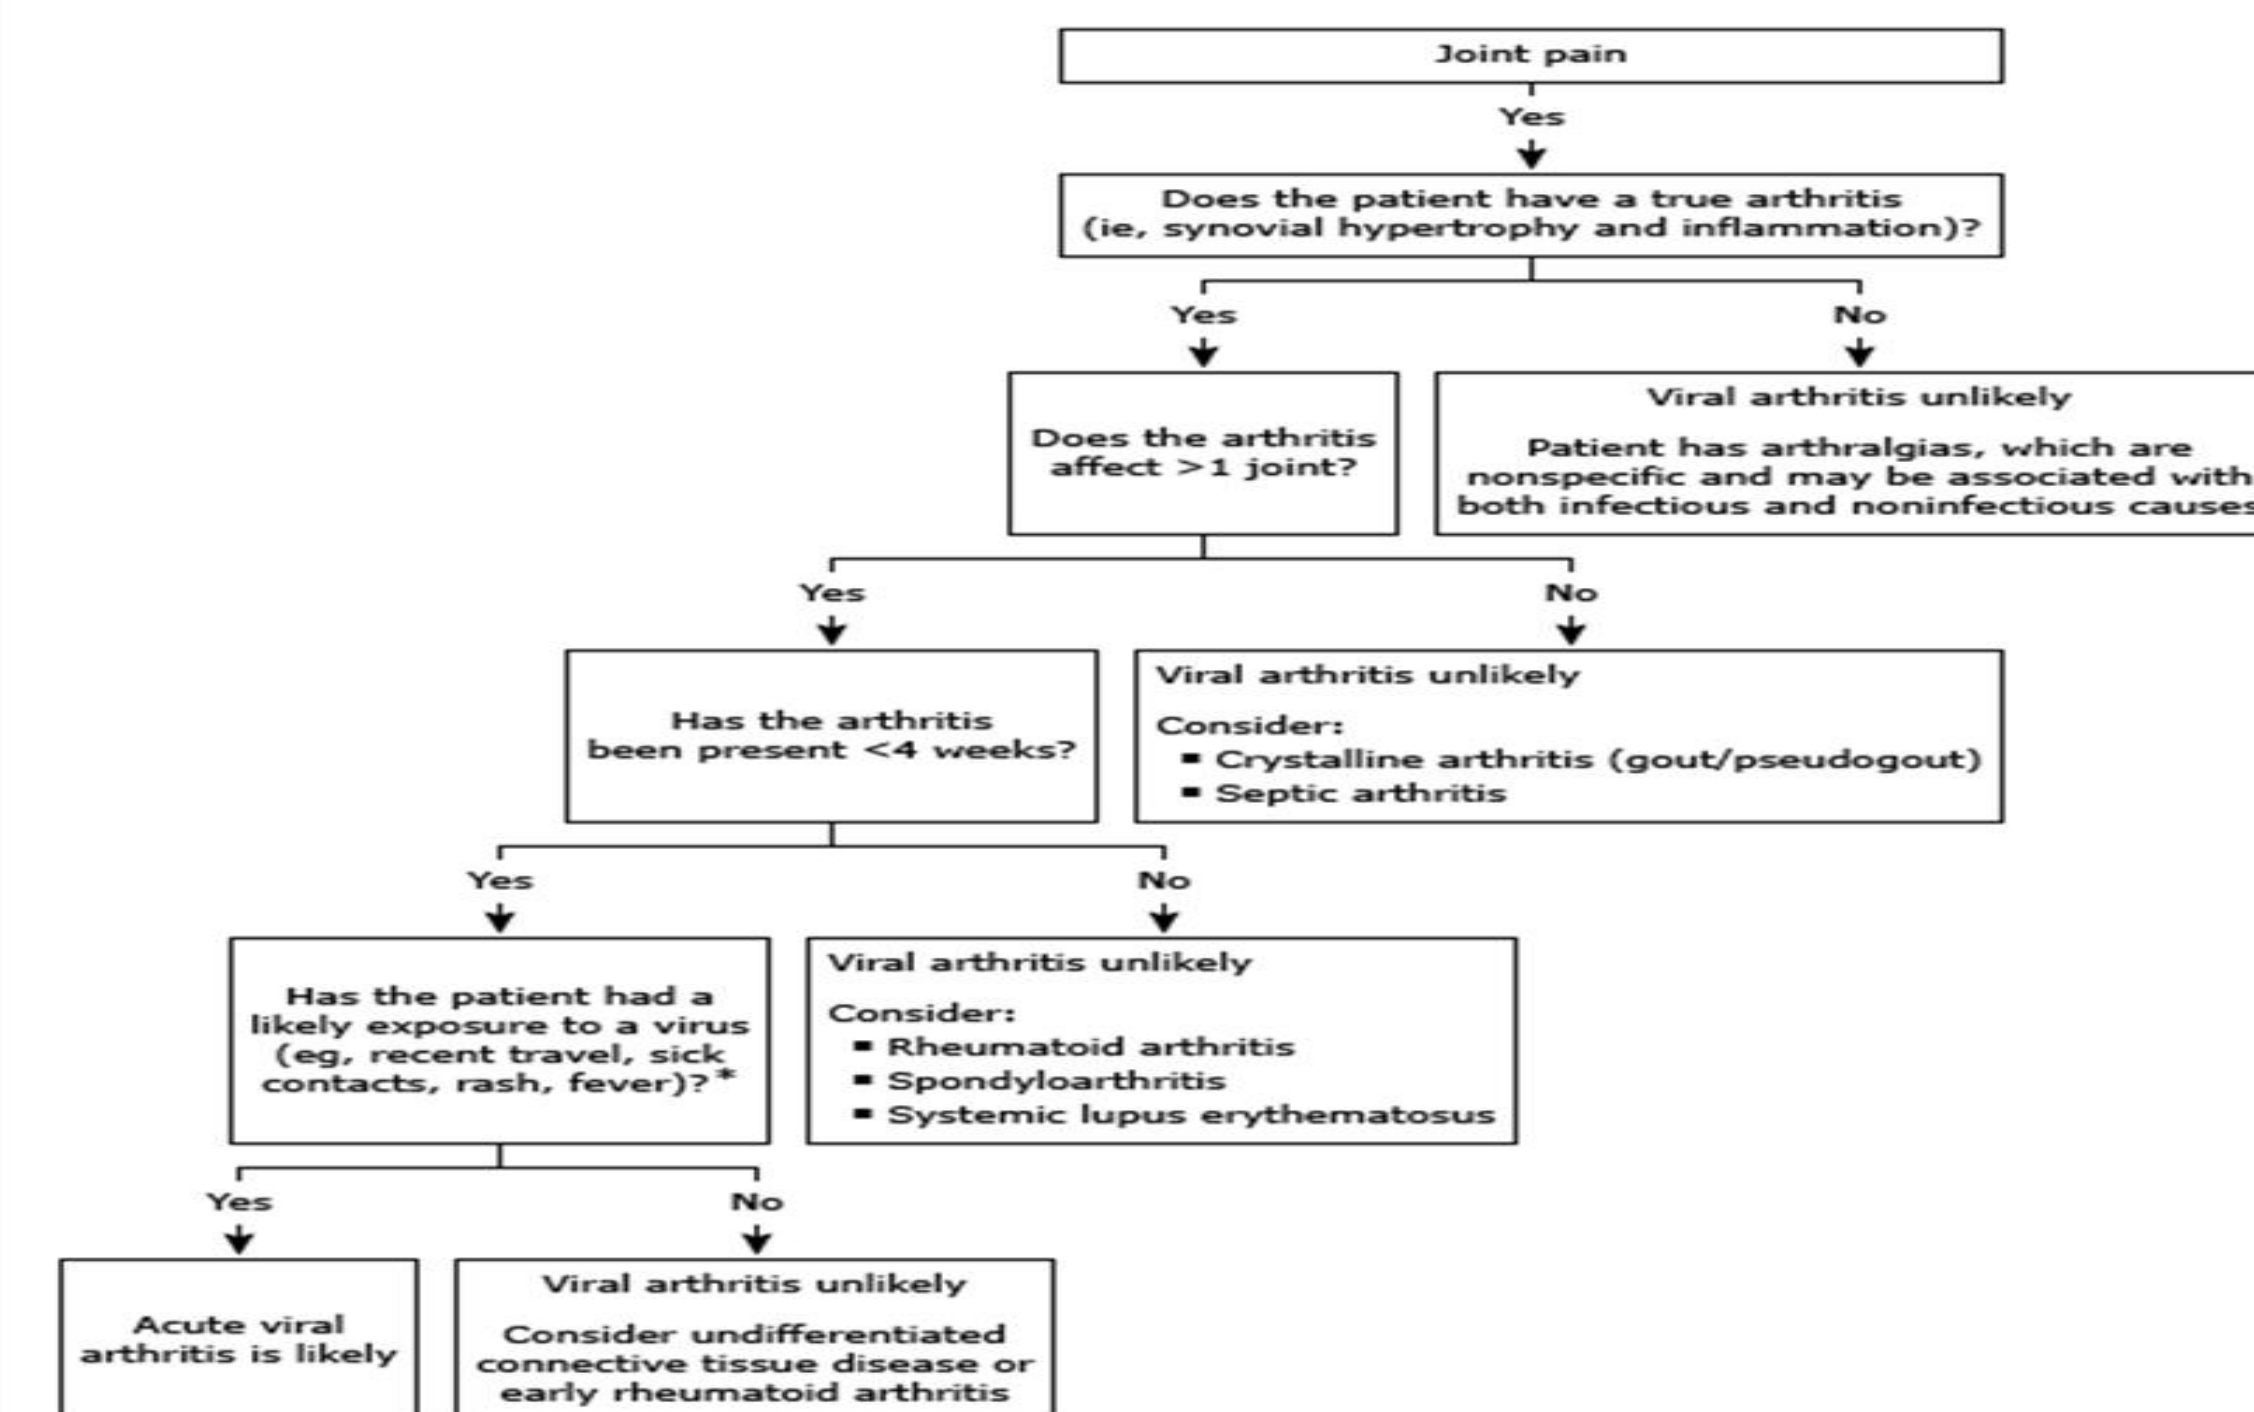 Joint pain
Yes
Does the patient have a true arthritis
(ie, synovial hypertrophy and inflammation)?
Yes
No
Does the arthritis
affect >1 joint?
Viral arthritis unlikely
Patient has arthralgias, which are
nonspecific and may be associated with
both infectious and noninfectious causes
Yes
No
Has the arthritis
been present <4 weeks?
Viral arthritis unlikely
Consider:
▪ Crystalline arthritis (gout/pseudogout)
▪ Septic arthritis
Yes
No
Has the patient had a
likely exposure to a virus
(eg, recent travel, sick
contacts, rash, fever)?*
Viral arthritis unlikely
Consider:
▪ Rheumatoid arthritis
▪ Spondyloarthritis
▪ Systemic lupus erythematosus
Yes
No
Acute viral
arthritis is likely
Viral arthritis unlikely
Consider undifferentiated
connective tissue disease or
early rheumatoid arthritis